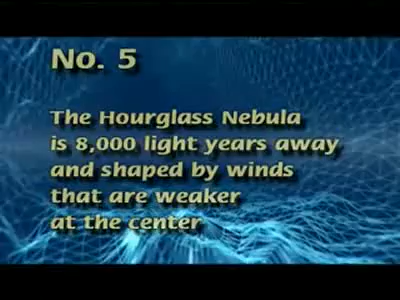 No. 5
The Hourglass Nebula
is 8,000 light years away
and shaped by winds
that are weaker
at the center